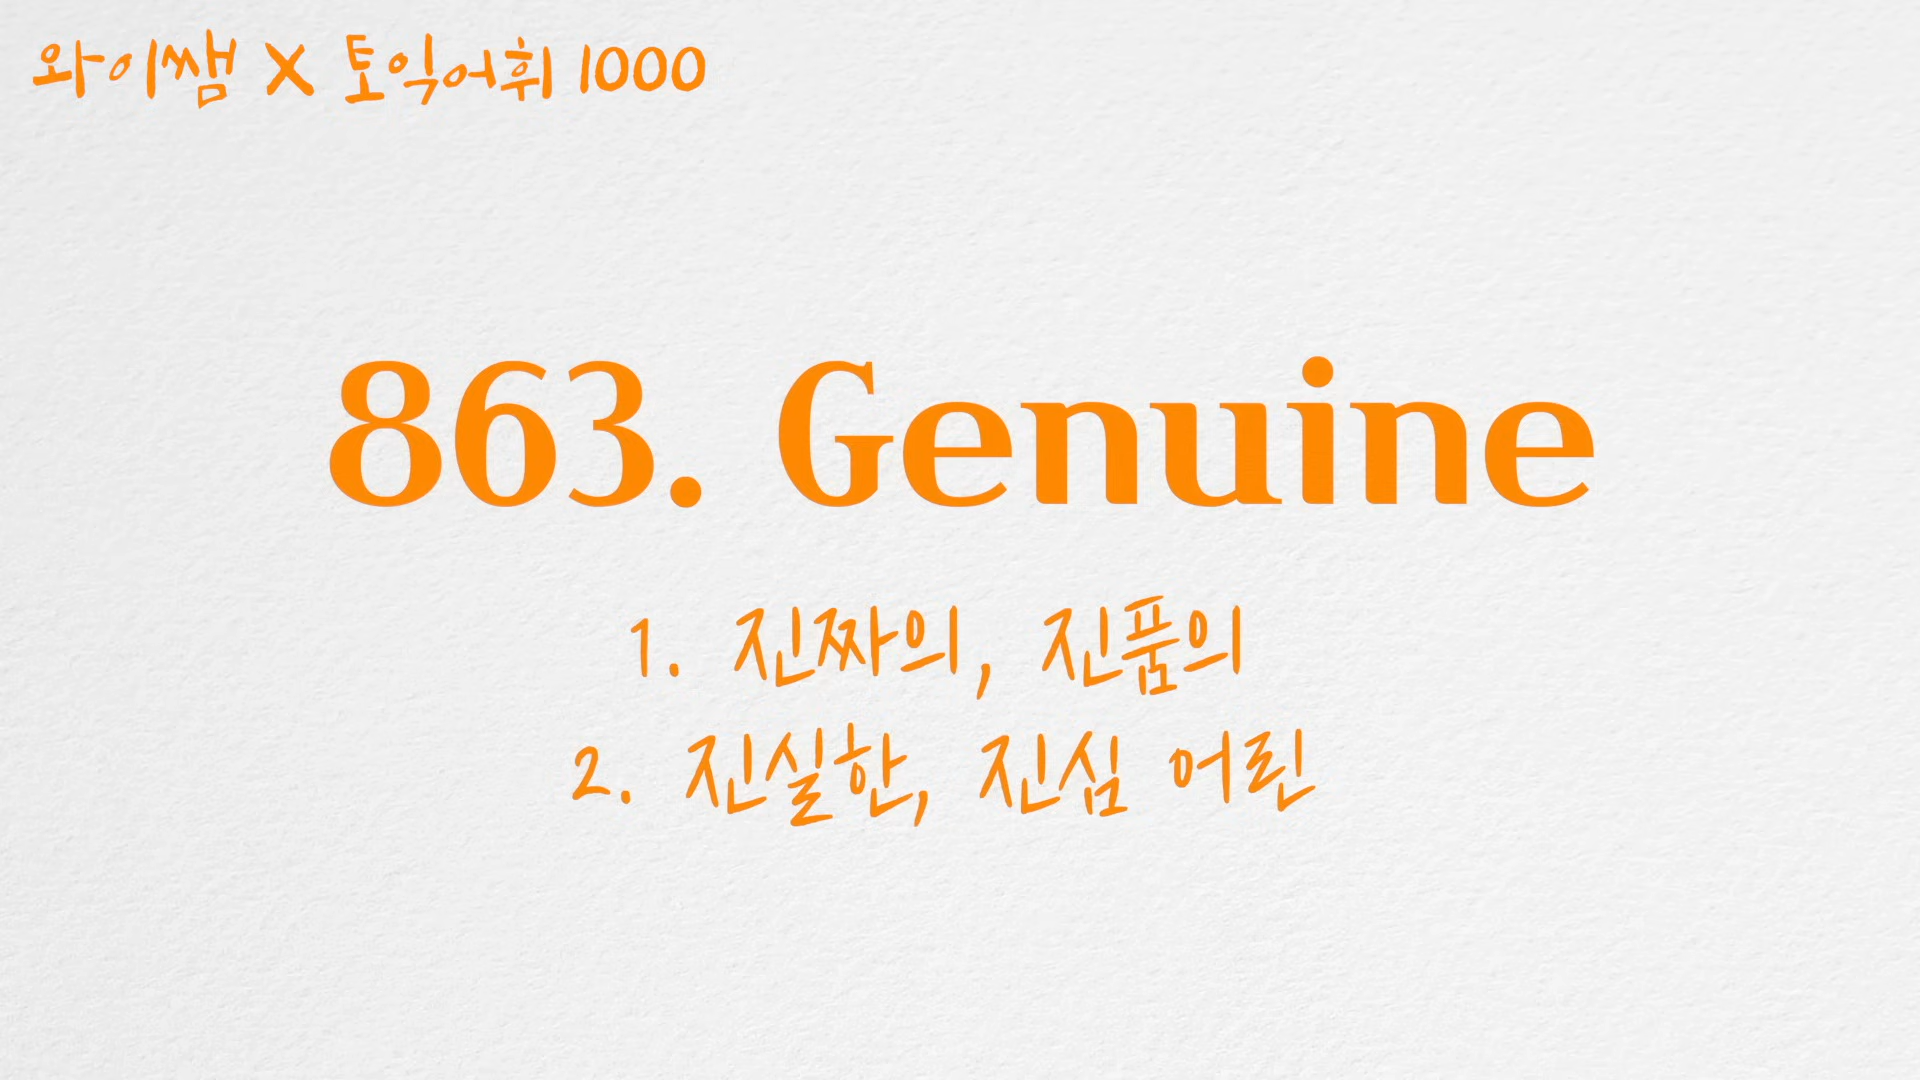 와이쌤 X 토익어휘 1000
863. Genuine
1. 진짜의, 진품의
2. 진실한, 진심 어린